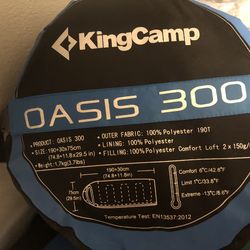 KingCamp
OASIS 300
• PRODUCT: OASIS 300
• SIZE: 190+30x75cm
(74.8+11.8x29.5 in)
• Weight: 1.7kg(3.7lbs)
• OUTER FABRIC: 100% Polyester 190T
• LINING: 100% Polyester
• FILLING: 100% Polyester Comfort Loft 2 x 150g/
190+30cm
(74.8"+11.8in)
75cm
(29.5in)
Comfort 6°C/42.8°F
Limit 1°C/33.8°F
Extreme -13°C/8.6°F
Temperature Test: EN13537:2012